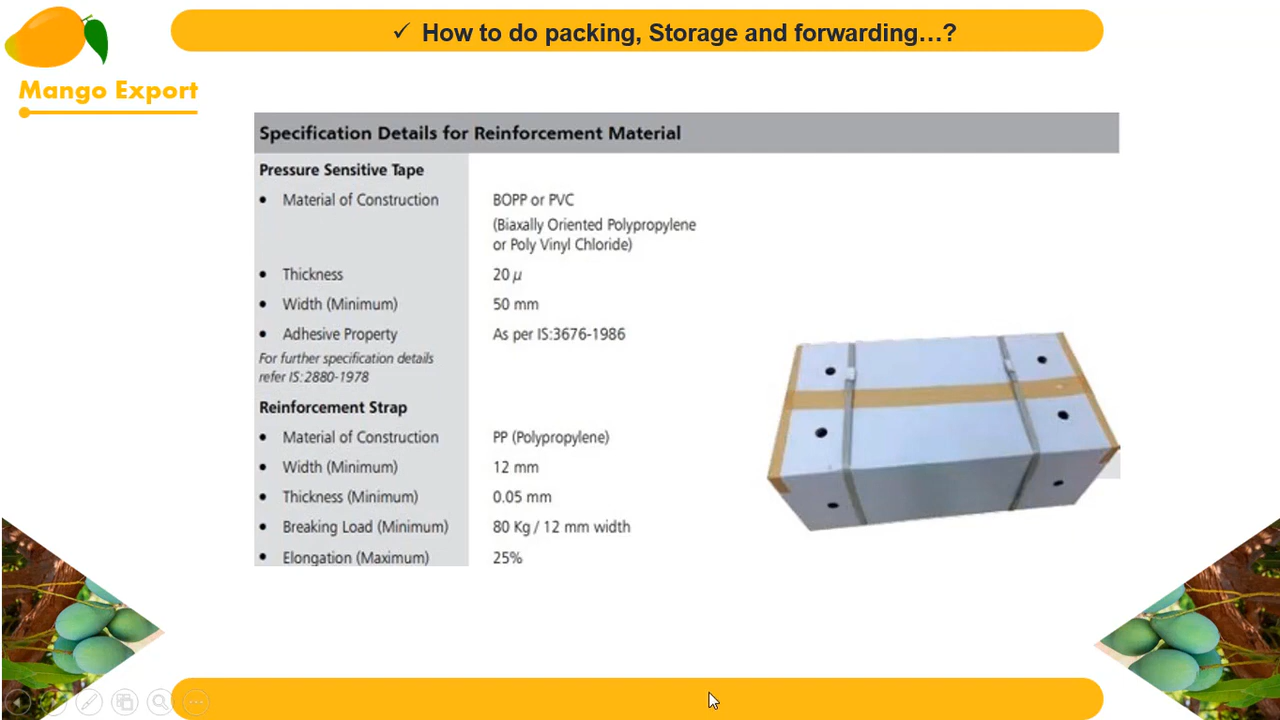 ✓ How to do packing, Storage and forwarding...?
Mango Export
Specification Details for Reinforcement Material
Pressure Sensitive Tape
• Material of Construction BOPP or PVC
(Biaxally Oriented Polypropylene
or Poly Vinyl Chloride)
• Thickness 20 µ
• Width (Minimum) 50 mm
• Adhesive Property As per IS:3676-1986
For further specification details
refer IS:2880-1978
Reinforcement Strap
• Material of Construction PP (Polypropylene)
• Width (Minimum) 12 mm
• Thickness (Minimum) 0.05 mm
• Breaking Load (Minimum) 80 Kg / 12 mm width
• Elongation (Maximum) 25%